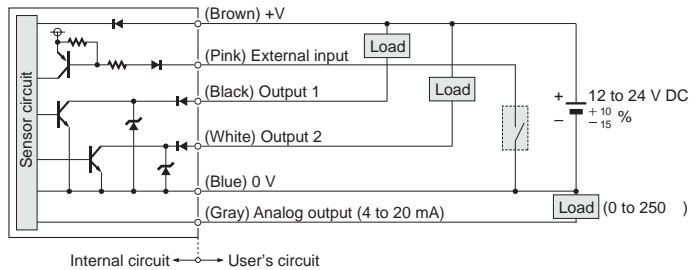 (Brown) +V
Load
(Pink) External input
(Black) Output 1
Load
+ 12 to 24 V DC
+ 10
− 15 %
−
(White) Output 2
Sensor circuit
(Blue) 0 V
(Gray) Analog output (4 to 20 mA)
Load (0 to 250 )
Internal circuit
User's circuit